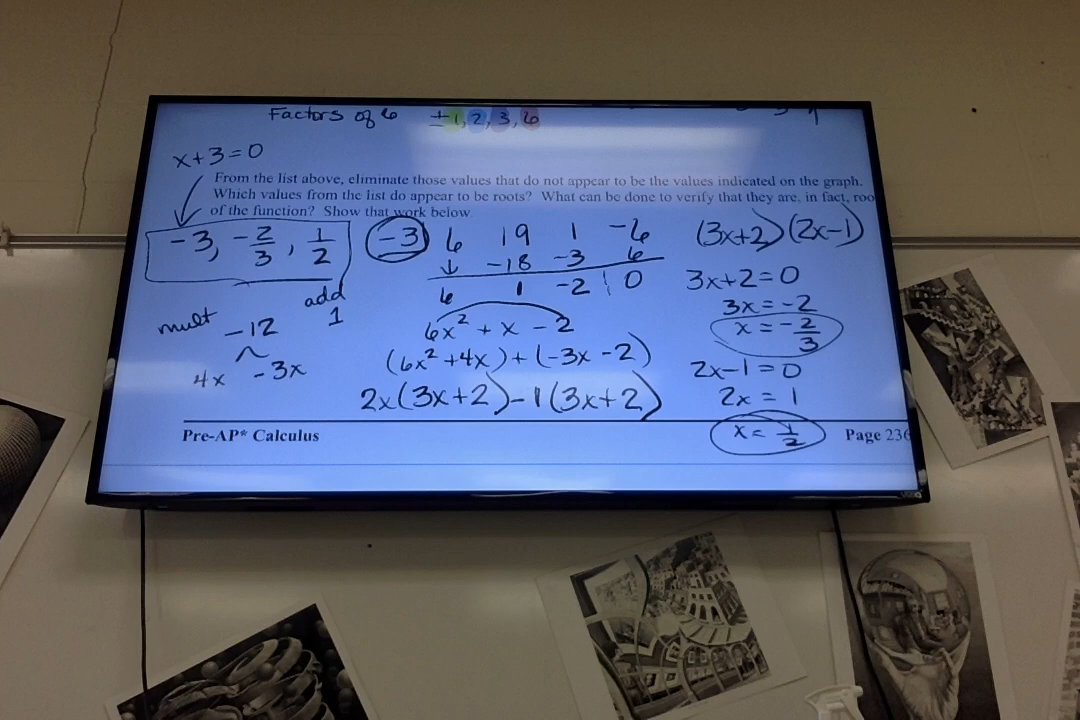 Factors of 6 ±1, 2, 3, 6
x+3=0
From the list above, eliminate those values that do not appear to be the values indicated on the graph.
Which values from the list do appear to be roots? What can be done to verify that they are, in fact, roo
of the function? Show that work below.
-3, -2/3, 1/2
-3 6 19 1 -6
↓ -18 -3 6
6 1 -2 0
6x² + x - 2
(6x² +4x) + (-3x -2)
2x(3x+2) -1(3x+2)
mult -12
add 1
4x -3x
(3x+2)(2x-1)
3x+2=0
3x = -2
x = -2/3
2x-1=0
2x = 1
x = 1/2
Pre-AP* Calculus
Page 236